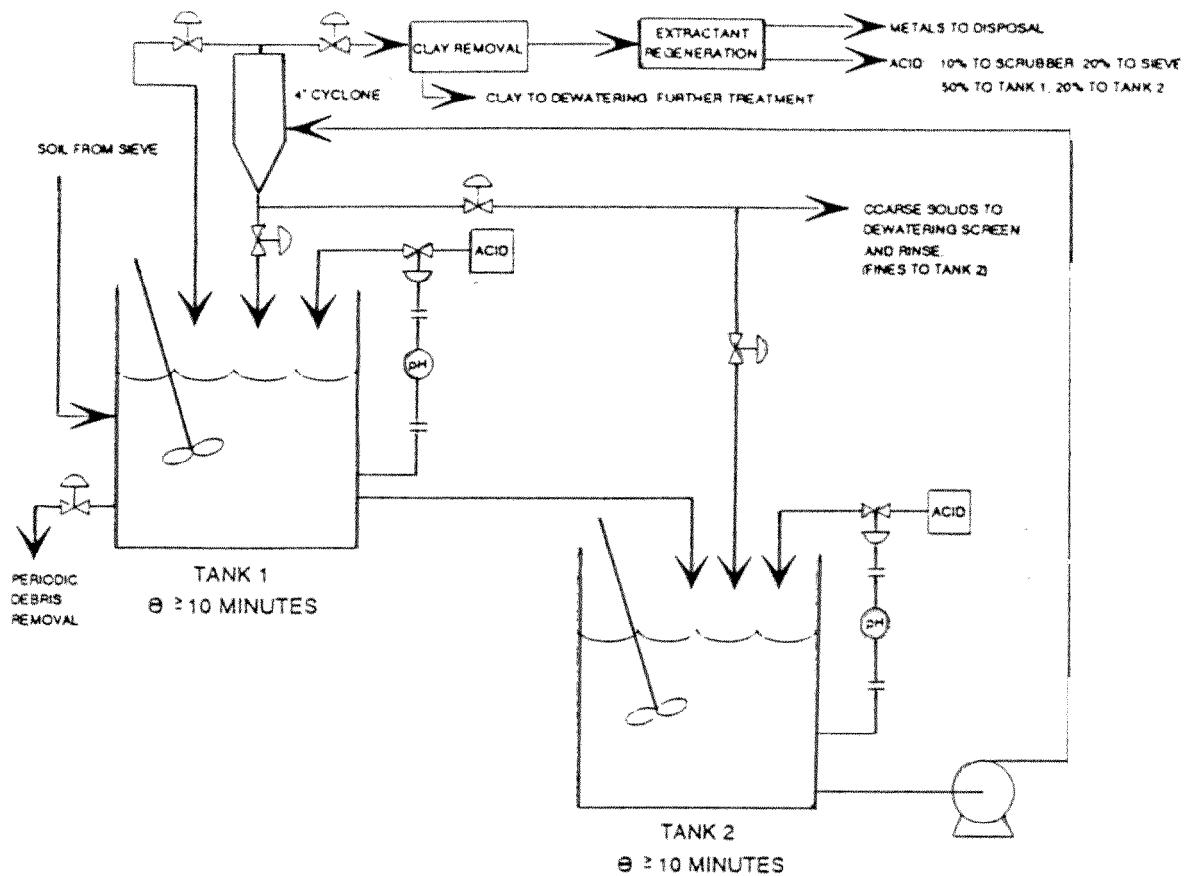 METALS TO DISPOSAL
CLAY REMOVAL
EXTRACTANT
REGENERATION
ACID: 10% TO SCRUBBER 20% TO SIEVE
50% TO TANK 1, 20% TO TANK 2
4" CYCLONE
CLAY TO DEWATERING FURTHER TREATMENT
SOIL FROM SIEVE
COARSE SOLIDS TO
DEWATERING SCREEN
AND RINSE.
(FINES TO TANK 2)
ACID
pH
ACID
PERIODIC
DEBRIS
REMOVAL
TANK 1
Θ ≥ 10 MINUTES
pH
TANK 2
Θ ≥ 10 MINUTES